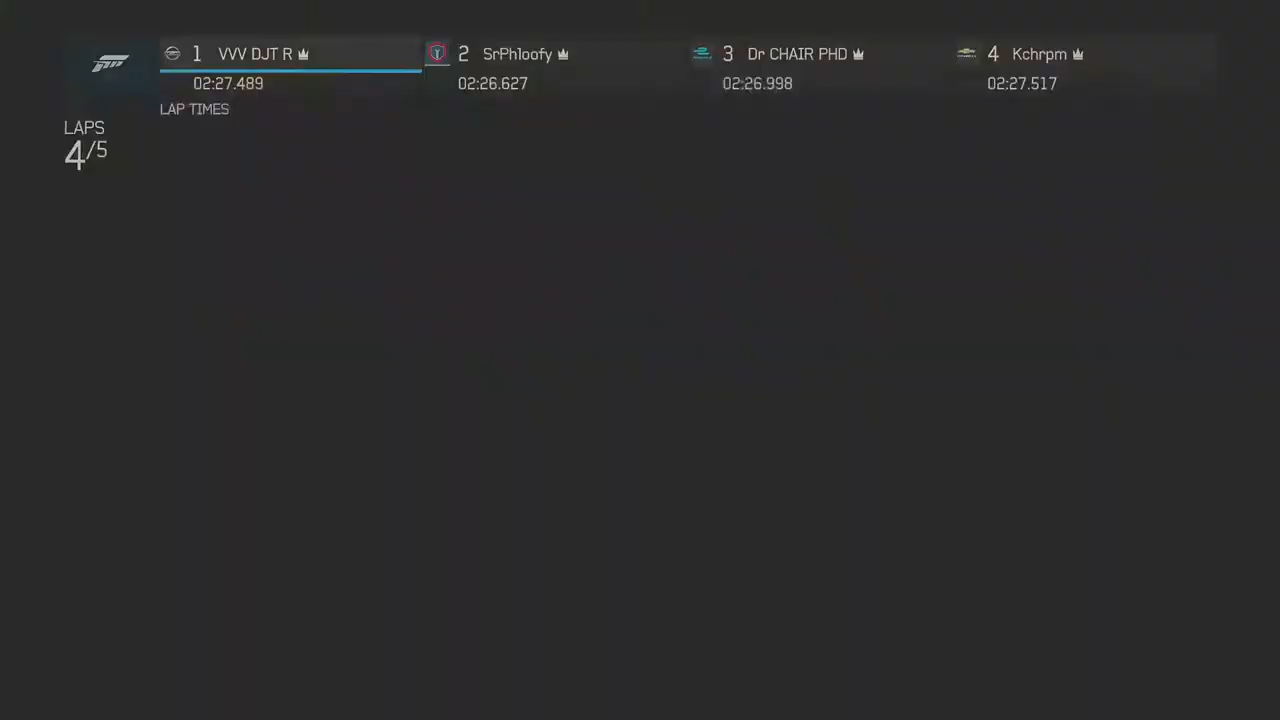 1 VVV DJT R
02:27.489
2 SrPhloofy
02:26.627
3 Dr CHAIR PHD
02:26.998
4 Kchrpm
02:27.517
LAP TIMES
LAPS
4/5